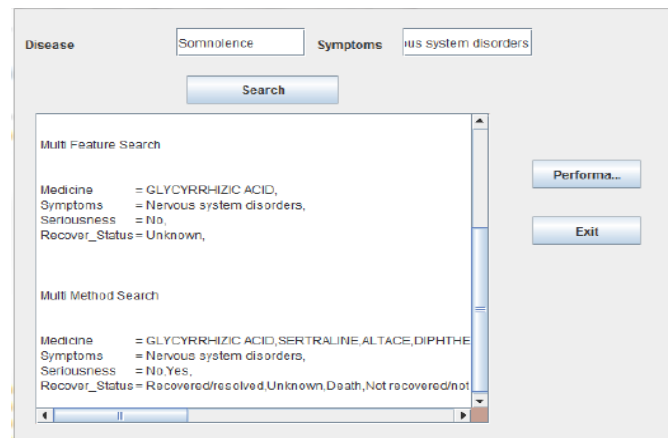 Disease Somnolence Symptoms us system disorders
Search
Multi Feature Search
Medicine = GLYCYRRHIZIC ACID,
Symptoms = Nervous system disorders,
Seriousness = No,
Recover_Status = Unknown,
Multi Method Search
Medicine = GLYCYRRHIZIC ACID,SERTRALINE,ALTACE,DIPHTHE
Symptoms = Nervous system disorders,
Seriousness = No,Yes,
Recover_Status = Recovered/resolved,Unknown,Death,Not recovered/not
Performa...
Exit